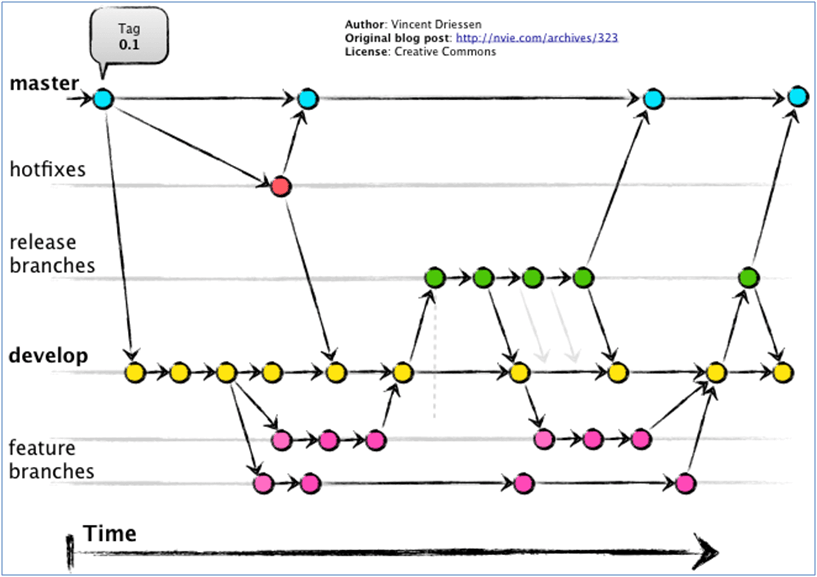 Tag
0.1
Author: Vincent Driessen
Original blog post: http://nvie.com/archives/323
License: Creative Commons
master
hotfixes
release
branches
develop
feature
branches
Time